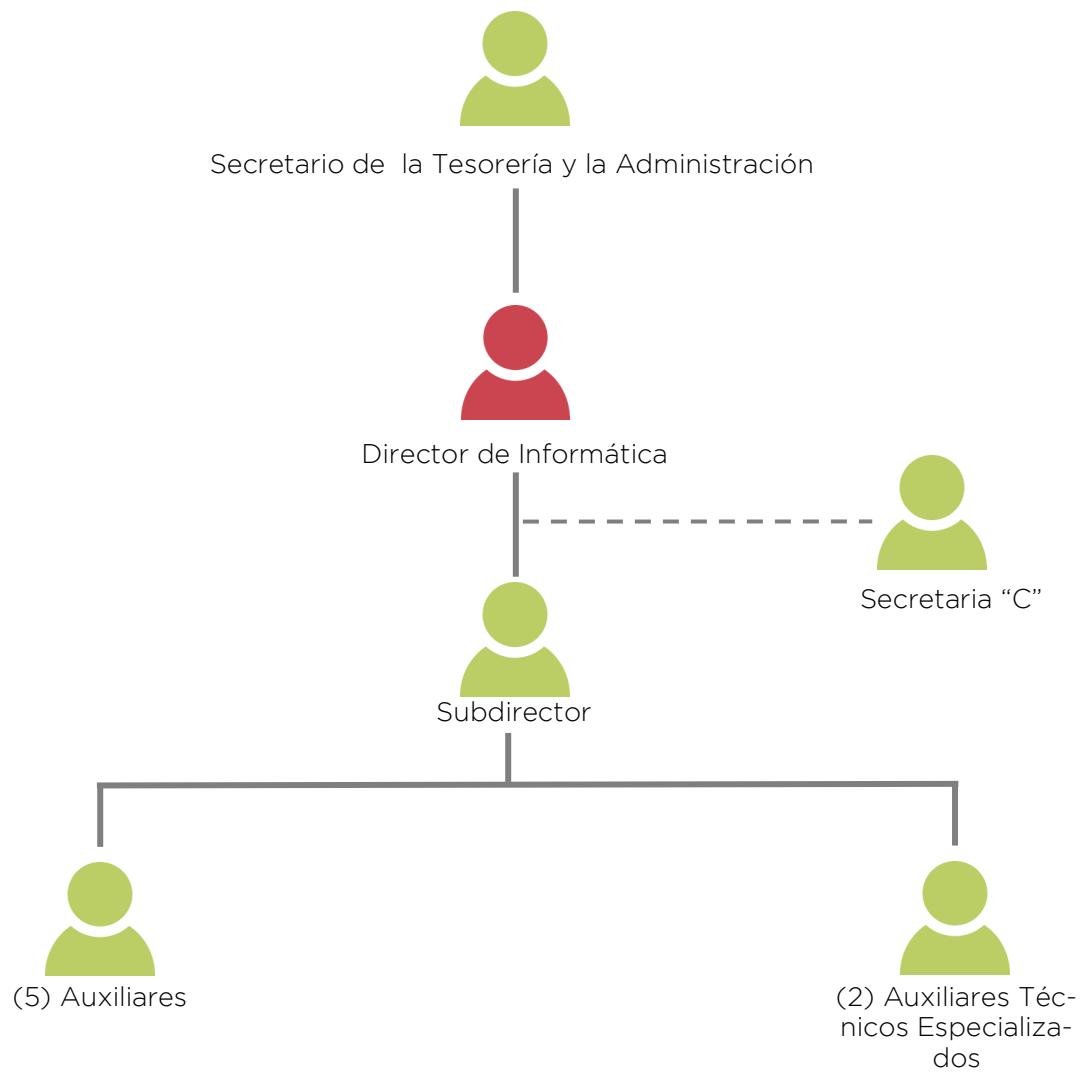 Secretario de  la Tesorería y la Administración
Director de Informática
Secretaria “C”
Subdirector
(5) Auxiliares
(2) Auxiliares Téc-
nicos Especializa-
dos